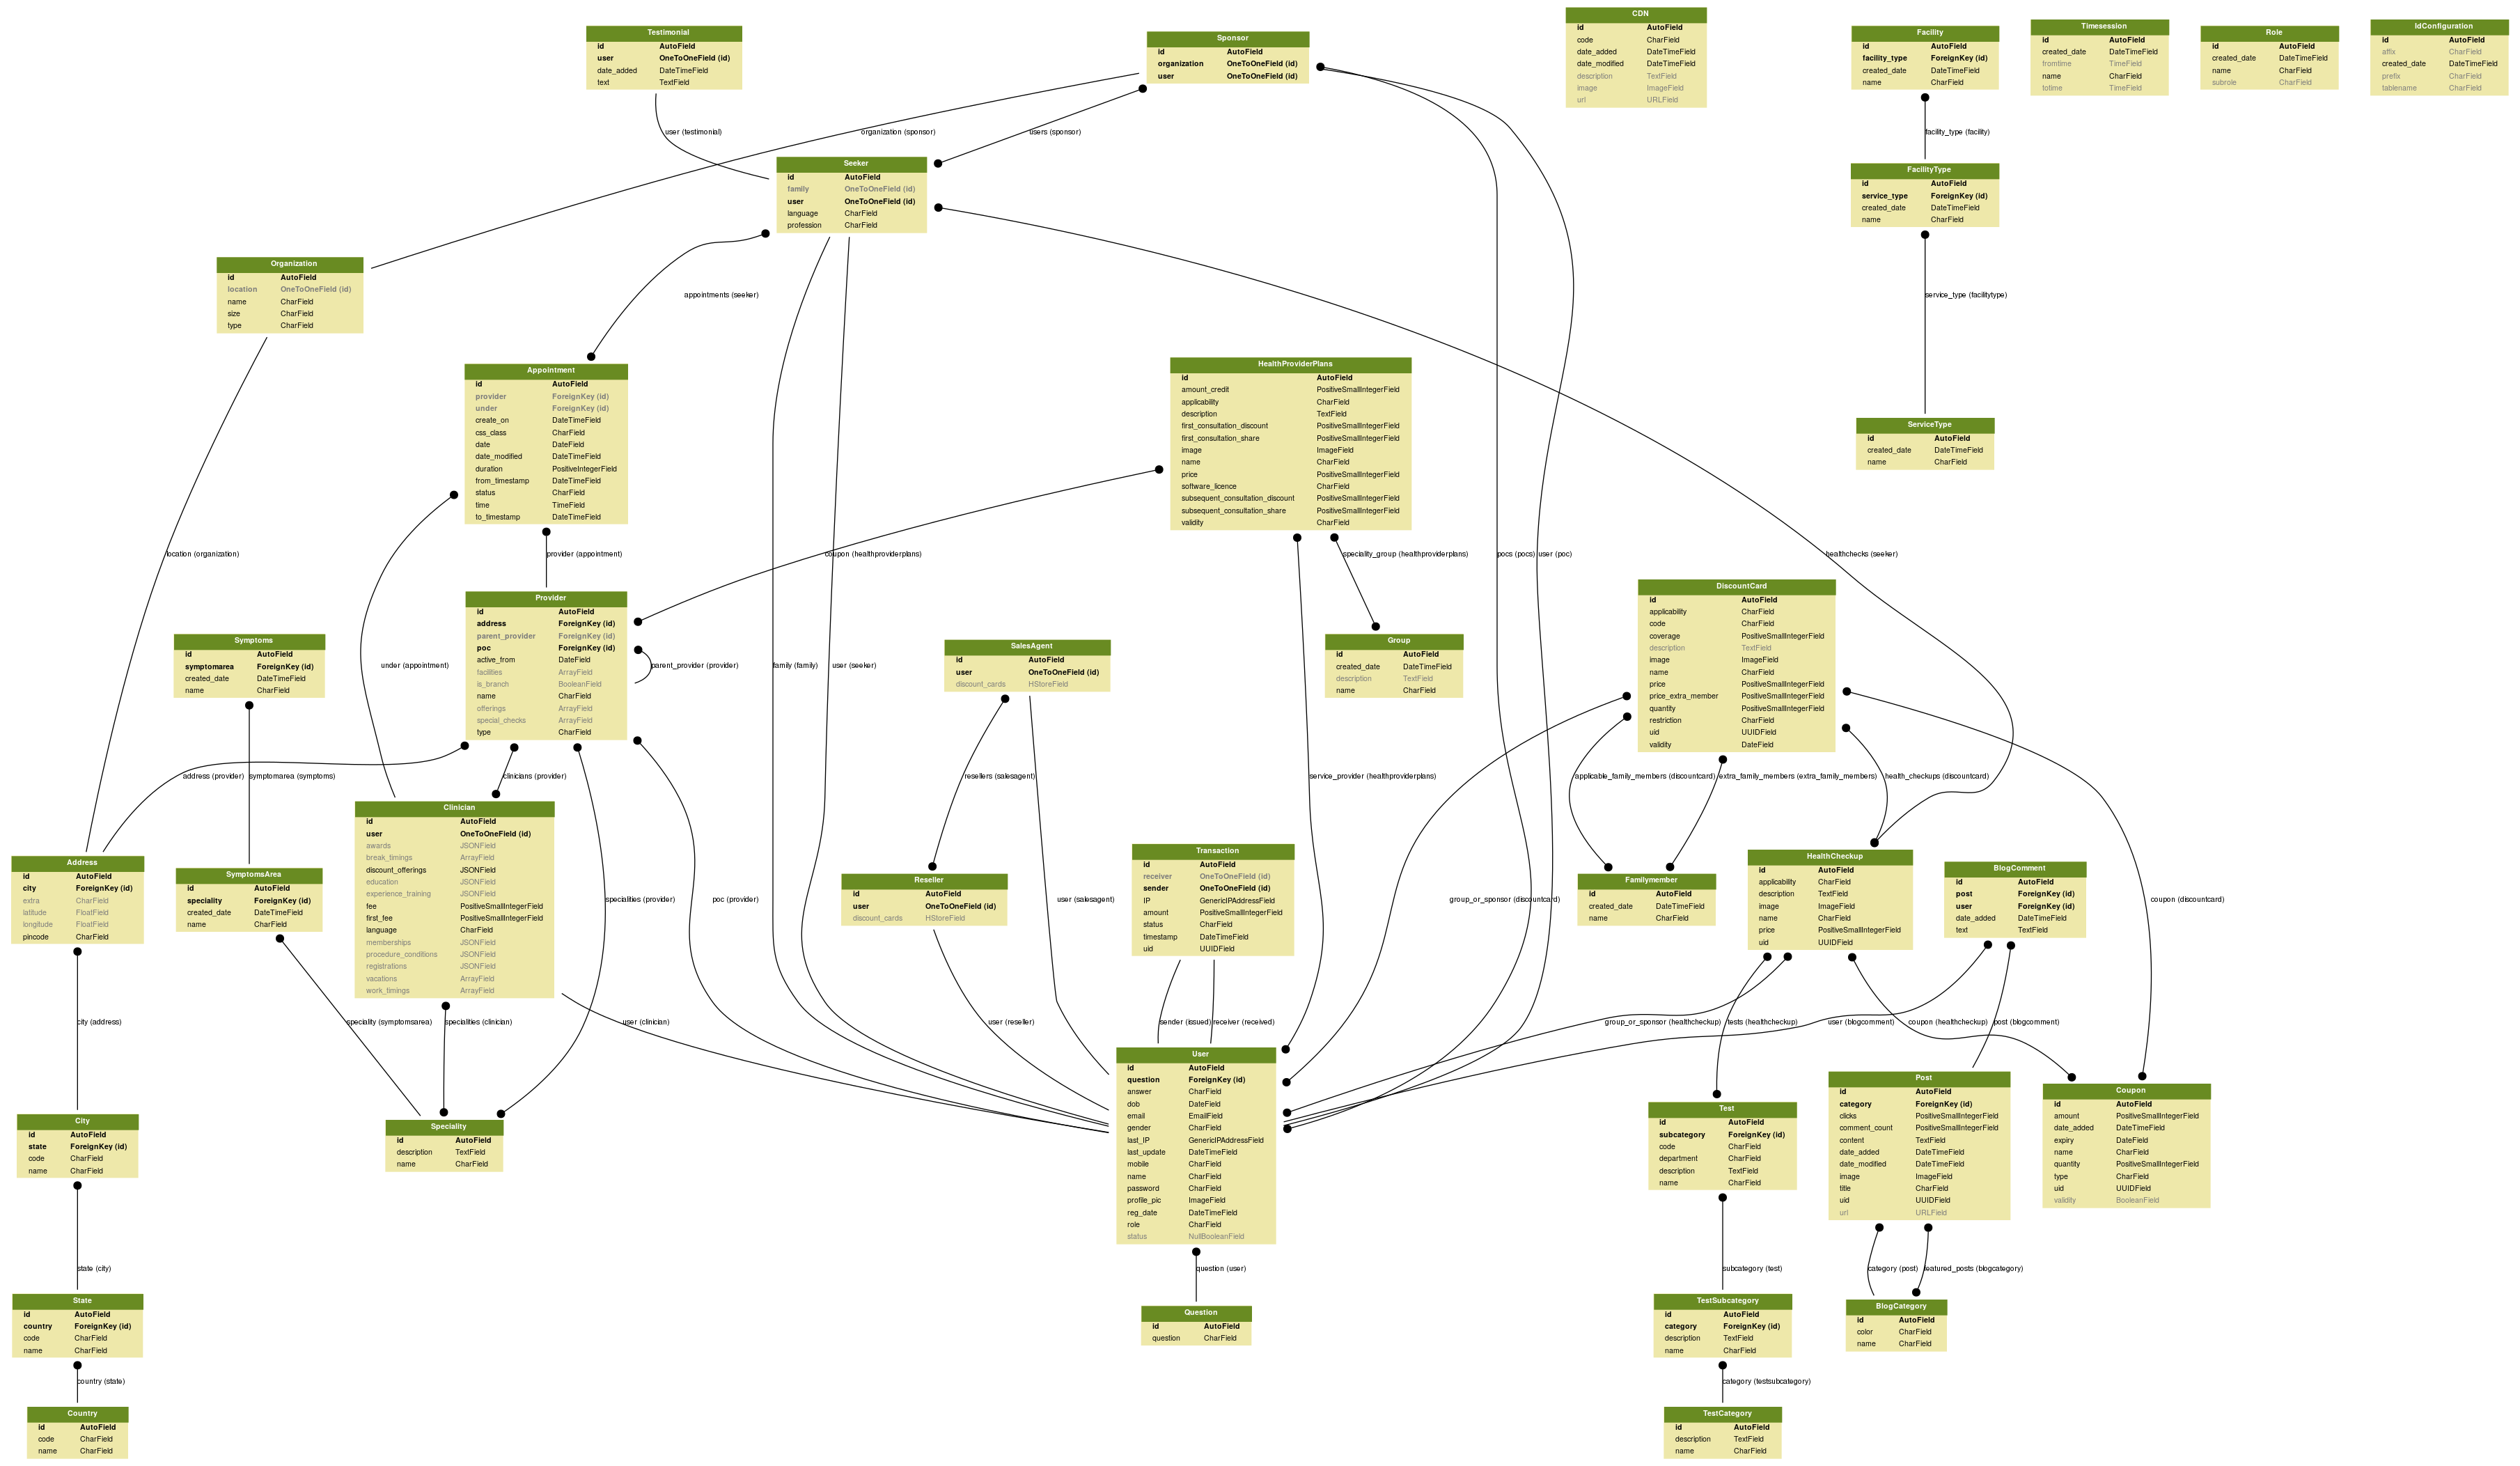 Testimonial
id AutoField
user OneToOneField (id)
date_added DateTimeField
text TextField
Sponsor
id AutoField
organization OneToOneField (id)
user OneToOneField (id)
CDN
id AutoField
code CharField
date_added DateTimeField
date_modified DateTimeField
description TextField
image ImageField
url URLField
Facility
id AutoField
facility_type ForeignKey (id)
created_date DateTimeField
name CharField
Timesession
id AutoField
created_date DateTimeField
fromtime TimeField
name CharField
totime TimeField
Role
id AutoField
created_date DateTimeField
name CharField
subrole CharField
IdConfiguration
id AutoField
affix CharField
created_date DateTimeField
prefix CharField
tablename CharField
user (testimonial)
organization (sponsor)
users (sponsor)
facility_type (facility)
Seeker
id AutoField
family OneToOneField (id)
user OneToOneField (id)
language CharField
profession CharField
FacilityType
id AutoField
service_type ForeignKey (id)
created_date DateTimeField
name CharField
Organization
id AutoField
location OneToOneField (id)
name CharField
size CharField
type CharField
appointments (seeker)
service_type (facilitytype)
Appointment
id AutoField
provider ForeignKey (id)
under ForeignKey (id)
create_on DateTimeField
css_class CharField
date DateField
date_modified DateTimeField
duration PositiveIntegerField
from_timestamp DateTimeField
status CharField
time TimeField
to_timestamp DateTimeField
HealthProviderPlans
id AutoField
amount_credit PositiveSmallIntegerField
applicability CharField
description TextField
first_consultation_discount PositiveSmallIntegerField
first_consultation_share PositiveSmallIntegerField
image ImageField
name CharField
price PositiveSmallIntegerField
software_licence CharField
subsequent_consultation_discount PositiveSmallIntegerField
subsequent_consultation_share PositiveSmallIntegerField
validity CharField
ServiceType
id AutoField
created_date DateTimeField
name CharField
location (organization)
provider (appointment)
coupon (healthproviderplans)
speciality_group (healthproviderplans)
pocs (pocs)
user (poc)
healthchecks (seeker)
Provider
id AutoField
address ForeignKey (id)
parent_provider ForeignKey (id)
poc ForeignKey (id)
active_from DateField
facilities ArrayField
is_branch BooleanField
name CharField
offerings ArrayField
special_checks ArrayField
type CharField
DiscountCard
id AutoField
applicability CharField
code CharField
coverage PositiveSmallIntegerField
description TextField
image ImageField
name CharField
price PositiveSmallIntegerField
price_extra_member PositiveSmallIntegerField
quantity PositiveSmallIntegerField
restriction CharField
uid UUIDField
validity DateField
Symptoms
id AutoField
symptomarea ForeignKey (id)
created_date DateTimeField
name CharField
under (appointment)
parent_provider (provider)
family (family)
user (seeker)
SalesAgent
id AutoField
user OneToOneField (id)
discount_cards HStoreField
Group
id AutoField
created_date DateTimeField
description TextField
name CharField
address (provider)
symptomarea (symptoms)
clinicians (provider)
resellers (salesagent)
service_provider (healthproviderplans)
applicable_family_members (discountcard)
extra_family_members (extra_family_members)
health_checkups (discountcard)
Clinician
id AutoField
user OneToOneField (id)
awards JSONField
break_timings ArrayField
discount_offerings JSONField
education JSONField
experience_training JSONField
fee PositiveSmallIntegerField
first_fee PositiveSmallIntegerField
language CharField
memberships JSONField
procedure_conditions JSONField
registrations JSONField
vacations ArrayField
work_timings ArrayField
Address
id AutoField
city ForeignKey (id)
extra CharField
latitude FloatField
longitude FloatField
pincode CharField
SymptomsArea
id AutoField
speciality ForeignKey (id)
created_date DateTimeField
name CharField
specialities (provider)
poc (provider)
Reseller
id AutoField
user OneToOneField (id)
discount_cards HStoreField
user (salesagent)
Transaction
id AutoField
receiver OneToOneField (id)
sender OneToOneField (id)
IP GenericIPAddressField
amount PositiveSmallIntegerField
status CharField
timestamp DateTimeField
uid UUIDField
group_or_sponsor (discountcard)
Familymember
id AutoField
created_date DateTimeField
name CharField
HealthCheckup
id AutoField
applicability CharField
description TextField
image ImageField
name CharField
price PositiveSmallIntegerField
uid UUIDField
BlogComment
id AutoField
post ForeignKey (id)
user ForeignKey (id)
date_added DateTimeField
text TextField
coupon (discountcard)
city (address)
speciality (symptomsarea)
specialities (clinician)
user (clinician)
user (reseller)
sender (issued)
receiver (received)
group_or_sponsor (healthcheckup)
tests (healthcheckup)
user (blogcomment)
coupon (healthcheckup)
post (blogcomment)
City
id AutoField
state ForeignKey (id)
code CharField
name CharField
Speciality
id AutoField
description TextField
name CharField
User
id AutoField
question ForeignKey (id)
answer CharField
dob DateField
email EmailField
gender CharField
last_IP GenericIPAddressField
last_update DateTimeField
mobile CharField
name CharField
password CharField
profile_pic ImageField
reg_date DateTimeField
role CharField
status NullBooleanField
Test
id AutoField
subcategory ForeignKey (id)
code CharField
department CharField
description TextField
name CharField
Post
id AutoField
category ForeignKey (id)
clicks PositiveSmallIntegerField
comment_count PositiveSmallIntegerField
content TextField
date_added DateTimeField
date_modified DateTimeField
image ImageField
title CharField
uid UUIDField
url URLField
Coupon
id AutoField
amount PositiveSmallIntegerField
date_added DateTimeField
expiry DateField
name CharField
quantity PositiveSmallIntegerField
type CharField
uid UUIDField
validity BooleanField
state (city)
question (user)
subcategory (test)
category (post)
featured_posts (blogcategory)
State
id AutoField
country ForeignKey (id)
code CharField
name CharField
Question
id AutoField
question CharField
TestSubcategory
id AutoField
category ForeignKey (id)
description TextField
name CharField
BlogCategory
id AutoField
color CharField
name CharField
country (state)
category (testsubcategory)
Country
id AutoField
code CharField
name CharField
TestCategory
id AutoField
description TextField
name CharField